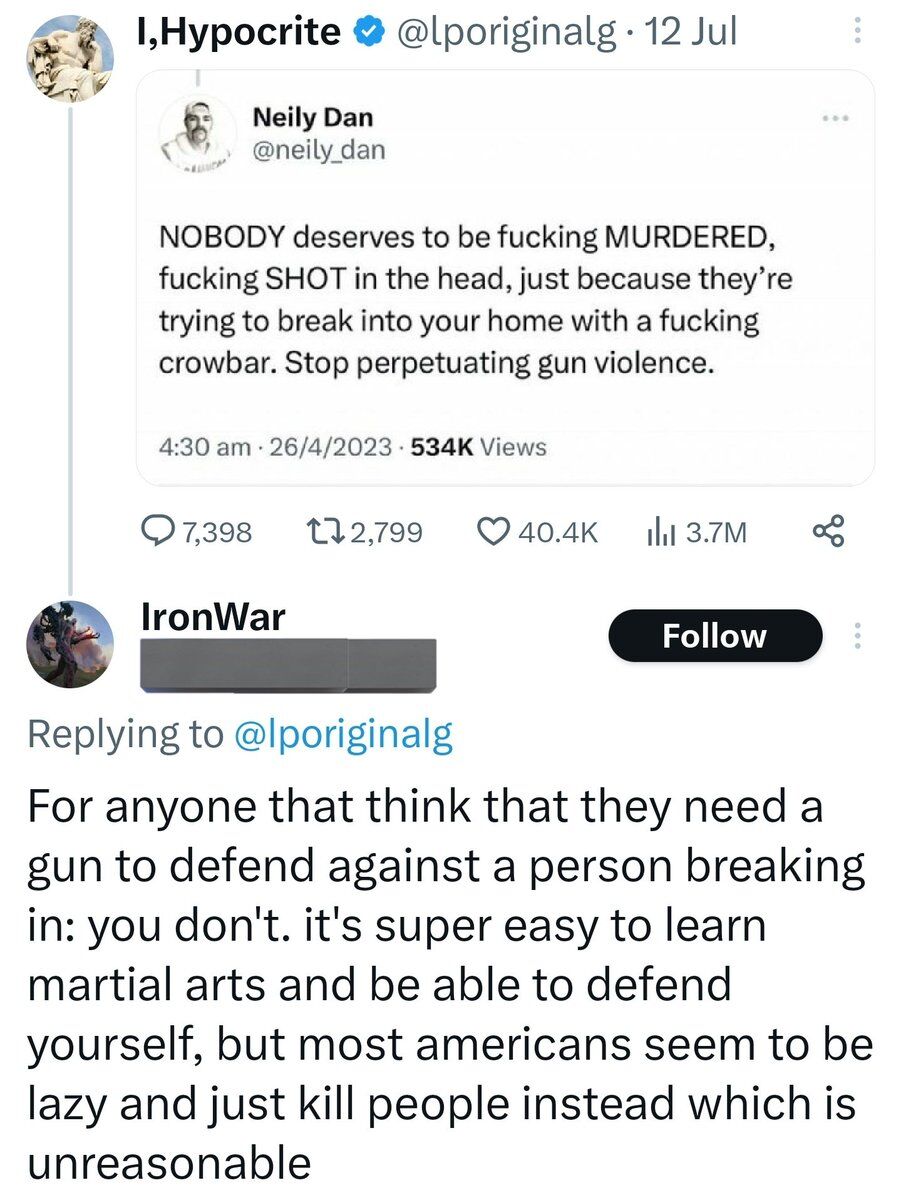 I,Hypocrite @lporiginalg · 12 Jul
Neily Dan
@neily_dan
NOBODY deserves to be fucking MURDERED,
fucking SHOT in the head, just because they’re
trying to break into your home with a fucking
crowbar. Stop perpetuating gun violence.
4:30 am · 26/4/2023 · 534K Views
7,398 2,799 40.4K 3.7M
IronWar
Follow
Replying to @lporiginalg
For anyone that think that they need a
gun to defend against a person breaking
in: you don't. it's super easy to learn
martial arts and be able to defend
yourself, but most americans seem to be
lazy and just kill people instead which is
unreasonable